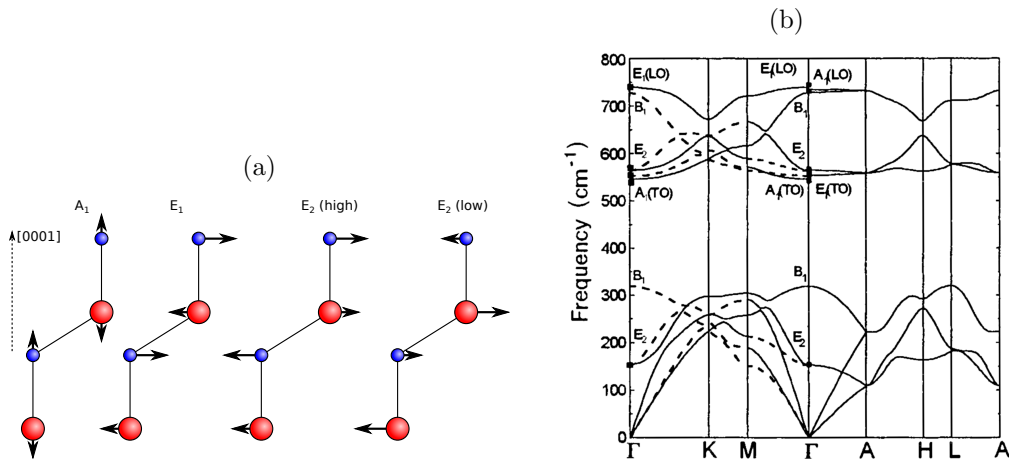 (a)
A1 E1 E2 (high) E2 (low)
[0001]
(b)
Frequency (cm⁻¹)
800
700
600
500
400
300
200
100
0
E1(LO) E1(LO) A1(LO)
B1 B1
E2 E2
A1(TO) A1(TO) E1(TO)
B1 B1
E2 E2
Γ K M Γ A H L A